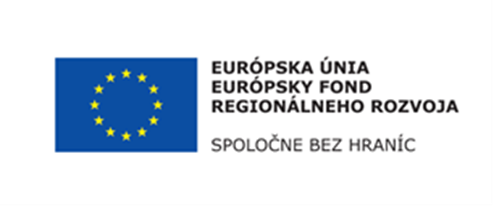 EURÓPSKA ÚNIA
EURÓPSKY FOND
REGIONÁLNEHO ROZVOJA
SPOLOČNE BEZ HRANÍC